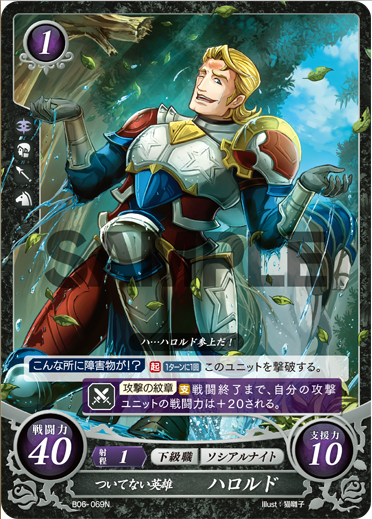 1
SAMPLE
ハ…ハロルド参上だ！
こんな所に障害物が!? 起 1ターンに1回 このユニットを撃破する。
攻撃の紋章 支 戦闘終了まで、自分の攻撃
ユニットの戦闘力は+20される。
戦闘力
40
射程 1 下級職 ソシアルナイト
支援力
10
ついてない英雄 ハロルド
B06-069N
Illust：猫囃子